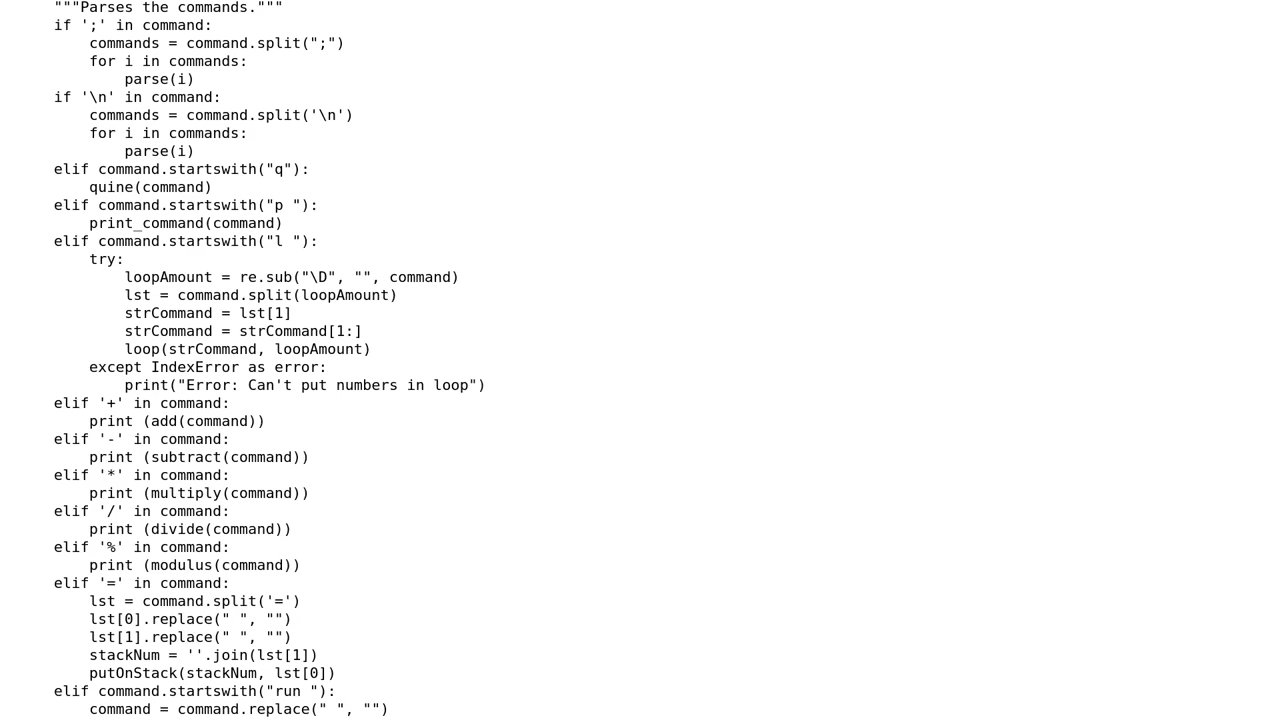 """Parses the commands."""
if ';' in command:
    commands = command.split(";")
    for i in commands:
        parse(i)
if '\n' in command:
    commands = command.split('\n')
    for i in commands:
        parse(i)
elif command.startswith("q"):
    quine(command)
elif command.startswith("p "):
    print_command(command)
elif command.startswith("l "):
    try:
        loopAmount = re.sub("\D", "", command)
        lst = command.split(loopAmount)
        strCommand = lst[1]
        strCommand = strCommand[1:]
        loop(strCommand, loopAmount)
    except IndexError as error:
        print("Error: Can't put numbers in loop")
elif '+' in command:
    print (add(command))
elif '-' in command:
    print (subtract(command))
elif '*' in command:
    print (multiply(command))
elif '/' in command:
    print (divide(command))
elif '%' in command:
    print (modulus(command))
elif '=' in command:
    lst = command.split('=')
    lst[0].replace(" ", "")
    lst[1].replace(" ", "")
    stackNum = ''.join(lst[1])
    putOnStack(stackNum, lst[0])
elif command.startswith("run "):
    command = command.replace(" ", "")